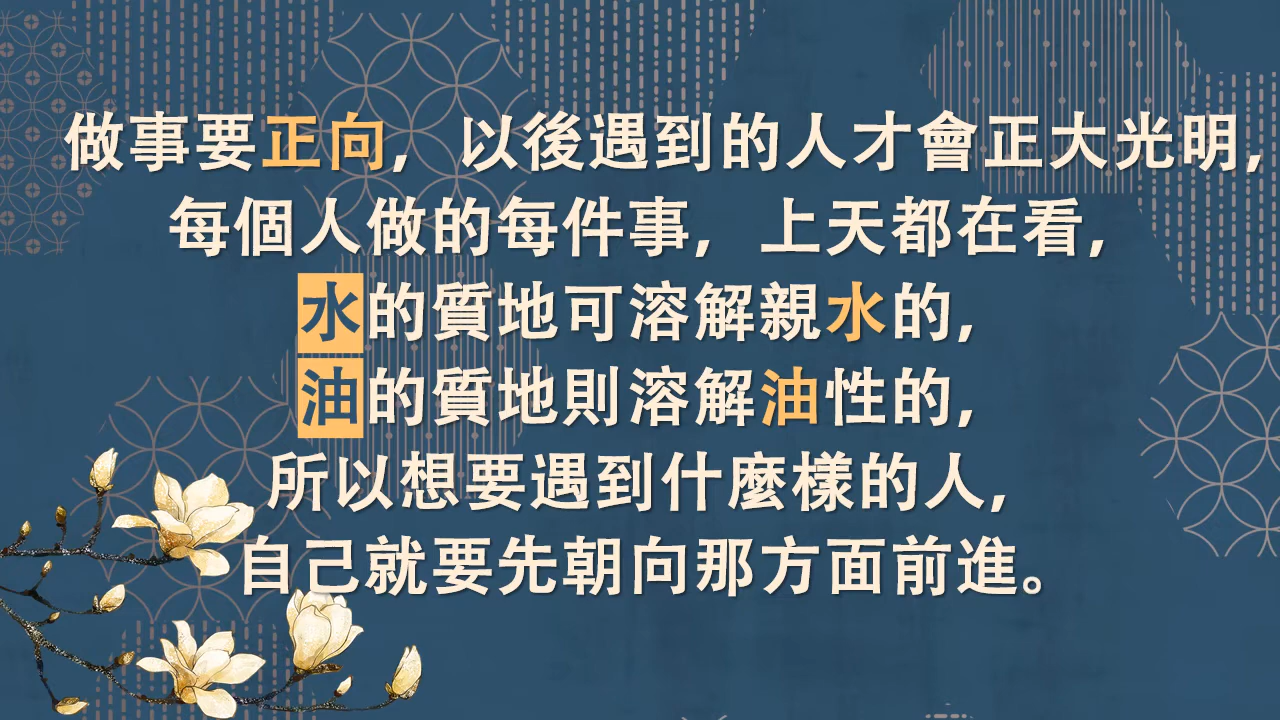 做事要正向，以後遇到的人才會正大光明，
每個人做的每件事，上天都在看，
水的質地可溶解親水的，
油的質地則溶解油性的，
所以想要遇到什麼樣的人，
自己就要先朝向那方面前進。